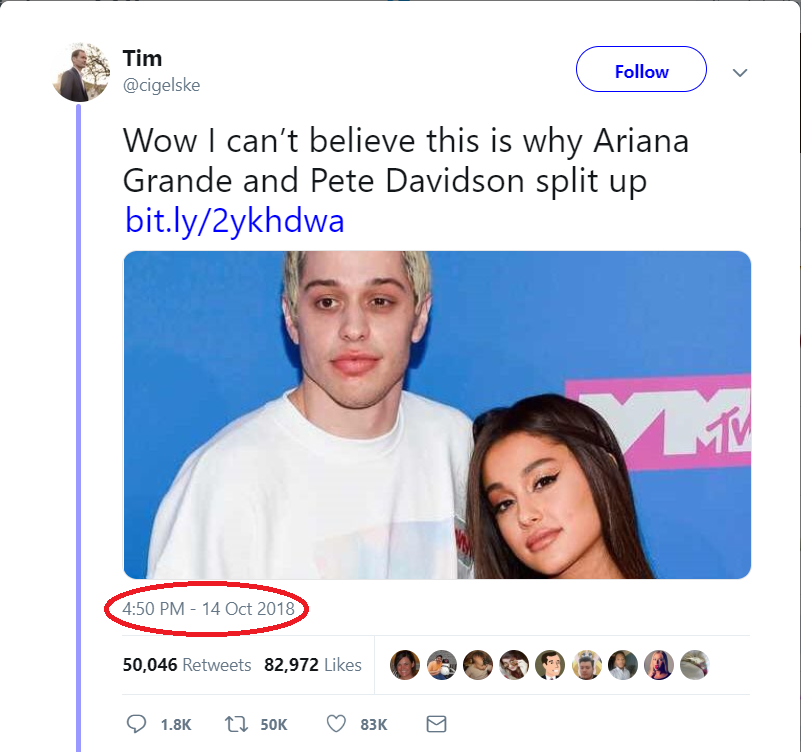 Tim
@cigelske
Follow
Wow I can’t believe this is why Ariana
Grande and Pete Davidson split up
bit.ly/2ykhdwa
VM
MTV
4:50 PM - 14 Oct 2018
50,046 Retweets 82,972 Likes
1.8K 50K 83K